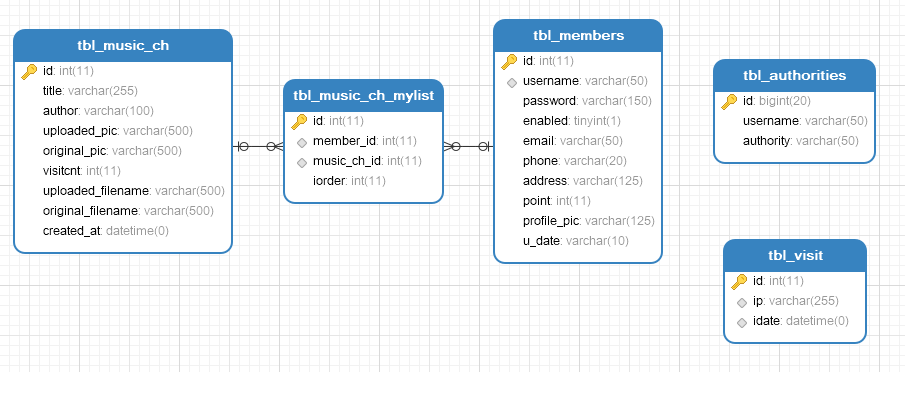 tbl_music_ch
id: int(11)
title: varchar(255)
author: varchar(100)
uploaded_pic: varchar(500)
original_pic: varchar(500)
visitcnt: int(11)
uploaded_filename: varchar(500)
original_filename: varchar(500)
created_at: datetime(0)
tbl_music_ch_mylist
id: int(11)
member_id: int(11)
music_ch_id: int(11)
iorder: int(11)
tbl_members
id: int(11)
username: varchar(50)
password: varchar(150)
enabled: tinyint(1)
email: varchar(50)
phone: varchar(20)
address: varchar(125)
point: int(11)
profile_pic: varchar(125)
u_date: varchar(10)
tbl_authorities
id: bigint(20)
username: varchar(50)
authority: varchar(50)
tbl_visit
id: int(11)
ip: varchar(255)
idate: datetime(0)